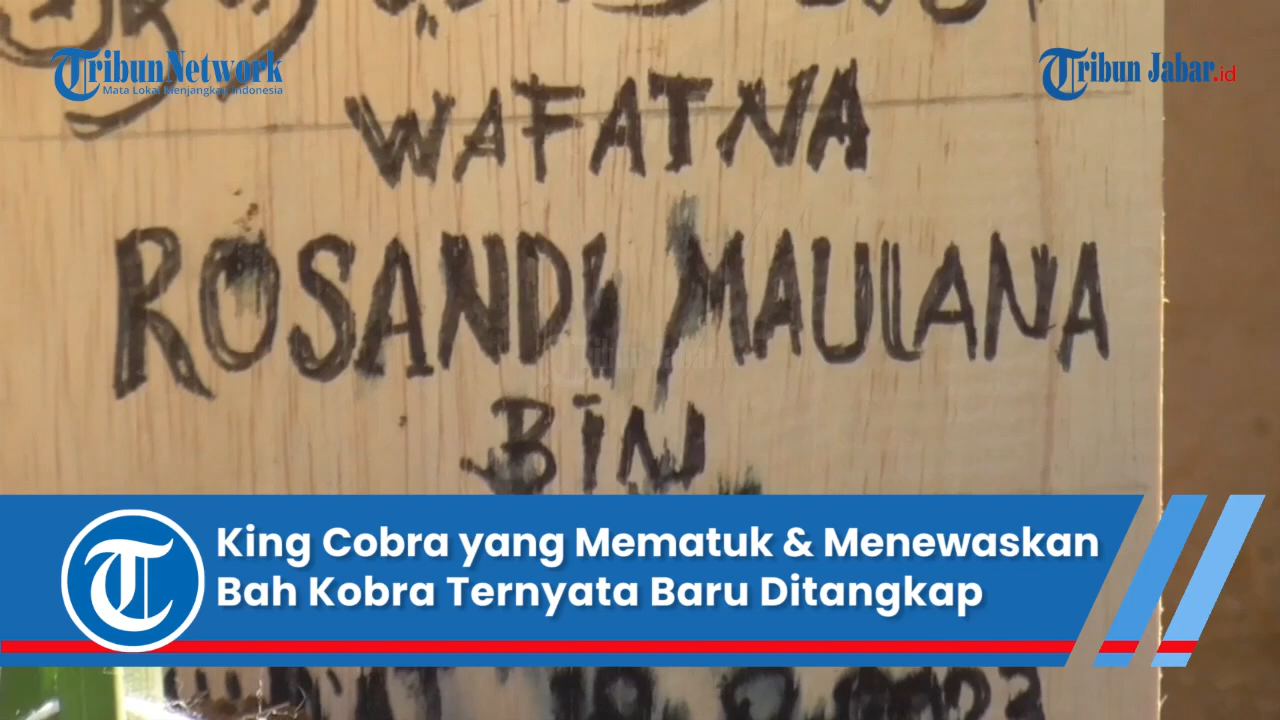 TribunNetwork
Mata Lokal Menjangkau Indonesia
Tribun Jabar.id
WAFATNA
ROSANDI MAULANA
BIN
King Cobra yang Mematuk & Menewaskan
Bah Kobra Ternyata Baru Ditangkap